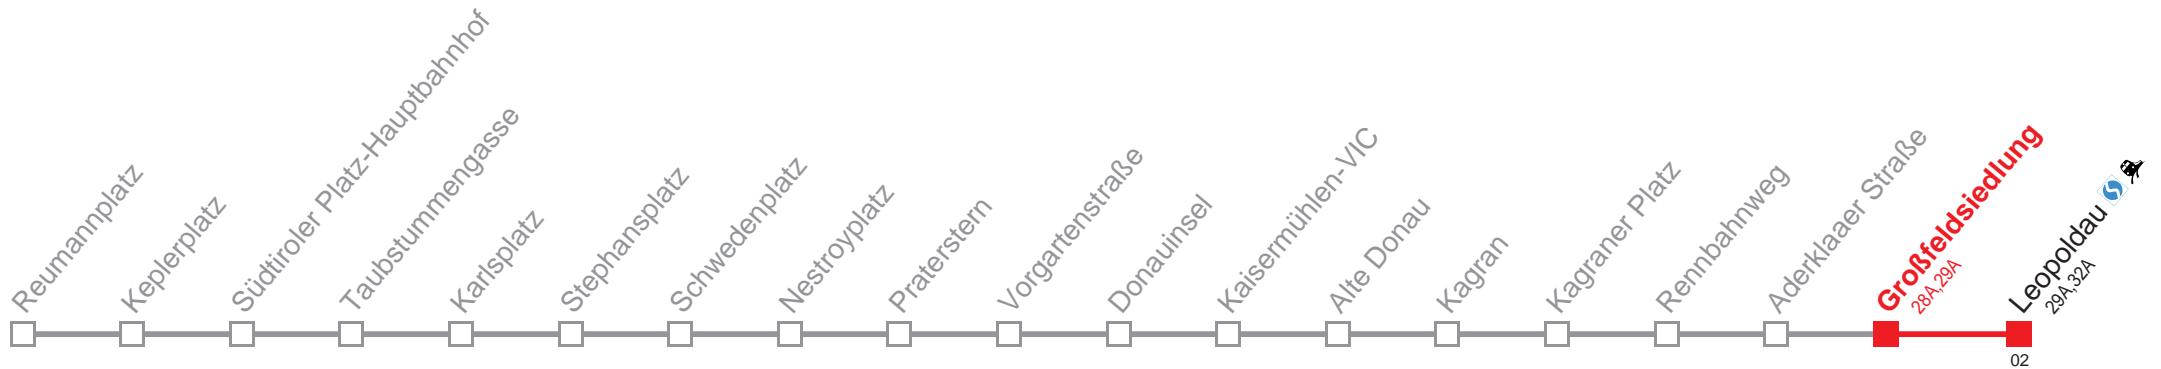 Reumannplatz
Keplerplatz
Südtiroler Platz-Hauptbahnhof
Taubstummengasse
Karlsplatz
Stephansplatz
Schwedenplatz
Nestroyplatz
Praterstern
Vorgartenstraße
Donauinsel
Kaisermühlen-VIC
Alte Donau
Kagran
Kagraner Platz
Rennbahnweg
Aderklaaer Straße
Großfeldsiedlung
28A,29A
Leopoldau
29A,32A
02